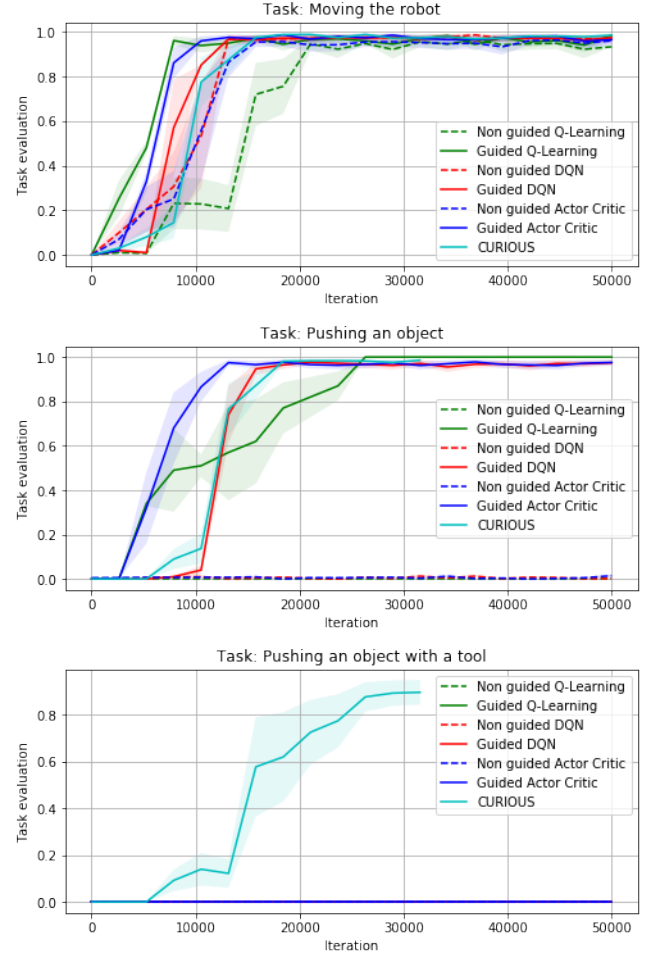 Task: Moving the robot
1.0
0.8
0.6
0.4
0.2
0.0
Task evaluation
Non guided Q-Learning
Guided Q-Learning
Non guided DQN
Guided DQN
Non guided Actor Critic
Guided Actor Critic
CURIOUS
0 10000 20000 30000 40000 50000
Iteration
Task: Pushing an object
1.0
0.8
0.6
0.4
0.2
0.0
Task evaluation
Non guided Q-Learning
Guided Q-Learning
Non guided DQN
Guided DQN
Non guided Actor Critic
Guided Actor Critic
CURIOUS
0 10000 20000 30000 40000 50000
Iteration
Task: Pushing an object with a tool
0.8
0.6
0.4
0.2
0.0
Task evaluation
Non guided Q-Learning
Guided Q-Learning
Non guided DQN
Guided DQN
Non guided Actor Critic
Guided Actor Critic
CURIOUS
0 10000 20000 30000 40000 50000
Iteration